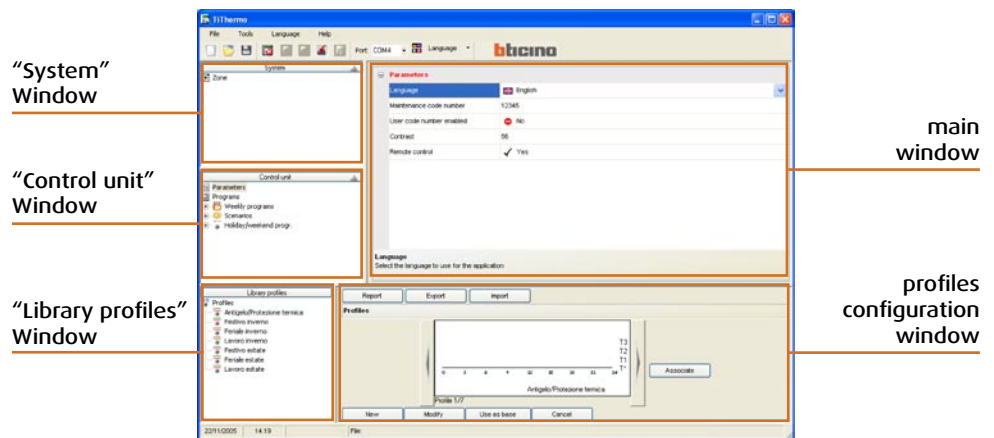 TiThermo
File Tools Language Help
Port COM4 Language bticino
"System"
Window
System
Zone
"Control unit"
Window
Control unit
Parameters
Programs
Weekly programs
Scenarios
Holiday/weekend progr.
"Library profiles"
Window
Library profiles
Profiles
Antigelo/Protezione termica
Festivo inverno
Feriale inverno
Lavoro inverno
Festivo estate
Feriale estate
Lavoro estate
Parameters
Language English
Maintenance code number 12345
User code number enabled No
Contrast 56
Remote control Yes
Language
Select the language to use for the application
main
window
Report Export Import
Profiles
T3
T2
T1
T*
Antigelo/Protezione termica
Profile 1/7
Associate
New Modify Use as base Cancel
profiles
configuration
window
22/11/2005 14.19 File: